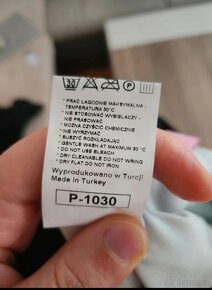 * PRAĆ ŁAGODNIE MAKSYMALNA -
TEMPERATURA 30°C
* NIE STOSOWAĆ WYBIELACZY -
* NIE PRASOWAĆ
* MOŻNA CZYŚCIĆ CHEMICZNIE
* NIE WYRZYMAĆ
* SUSZYĆ ROZKŁADAJĄC
* GENTLE WASH AT MAXIMUM 30 °C
* DO NOT USE BLEACH
* DRY CLEANABLE DO NOT WRING
* DRY FLAT DO NOT IRON
Wyprodukowano w Turcji
Made in Turkey
P-1030